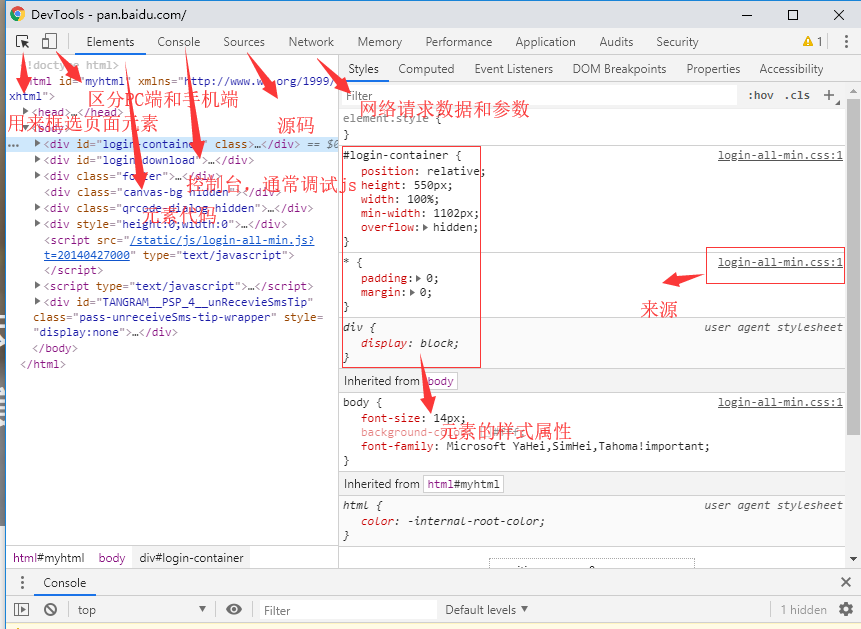 DevTools - pan.baidu.com/
Elements Console Sources Network Memory Performance Application Audits Security 1
<!doctype html>
<html id="myhtml" xmlns="http://www.w3.org/1999/
xhtml">
区分PC端和手机端
<head>…</head>
用来框选页面元素
<body>
<div id="login-container" class>…</div> == $0
<div id="login-download">…</div>
<div class="footer">…</div>
控制台，通常调试js
<div class="canvas-bg hidden"></div>
<div class="qrcode-dialog hidden">…</div>
元素代码
<div style="height:0;width:0">…</div>
<script src="/static/js/login-all-min.js?
t=20140427000" type="text/javascript">
</script>
<script type="text/javascript">…</script>
<div id="TANGRAM__PSP_4__unRecevieSmsTip"
class="pass-unreceiveSms-tip-wrapper" style=
"display:none">…</div>
</body>
</html>
源码
Styles Computed Event Listeners DOM Breakpoints Properties Accessibility
Filter :hov .cls +
网络请求数据和参数
element.style {
}
#login-container { login-all-min.css:1
position: relative;
height: 550px;
width: 100%;
min-width: 1102px;
overflow: hidden;
}
* { login-all-min.css:1
padding: 0;
margin: 0;
}
来源
div { user agent stylesheet
display: block;
}
Inherited from body
body { login-all-min.css:1
font-size: 14px;
元素的样式属性
font-family: Microsoft YaHei,SimHei,Tahoma!important;
}
Inherited from html#myhtml
html { user agent stylesheet
color: -internal-root-color;
}
html#myhtml body div#login-container
Console
top Filter Default levels 1 hidden